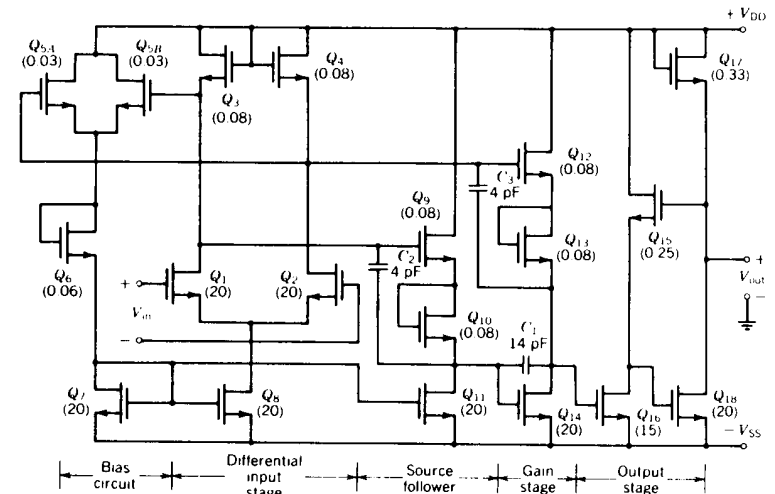 + V_DD
Q_5A
(0.03)
Q_5B
(0.03)
Q_3
(0.08)
Q_4
(0.08)
Q_17
(0.33)
Q_12
(0.08)
C_3
4 pF
Q_9
(0.08)
Q_13
(0.08)
Q_15
(0.25)
Q_6
(0.06)
+
V_in
−
Q_1
(20)
Q_2
(20)
C_2
4 pF
Q_10
(0.08)
C_1
14 pF
+
V_out
−
Q_7
(20)
Q_8
(20)
Q_11
(20)
Q_14
(20)
Q_16
(15)
Q_18
(20)
− V_SS
Bias
circuit
Differential
input
stage
Source
follower
Gain
stage
Output
stage